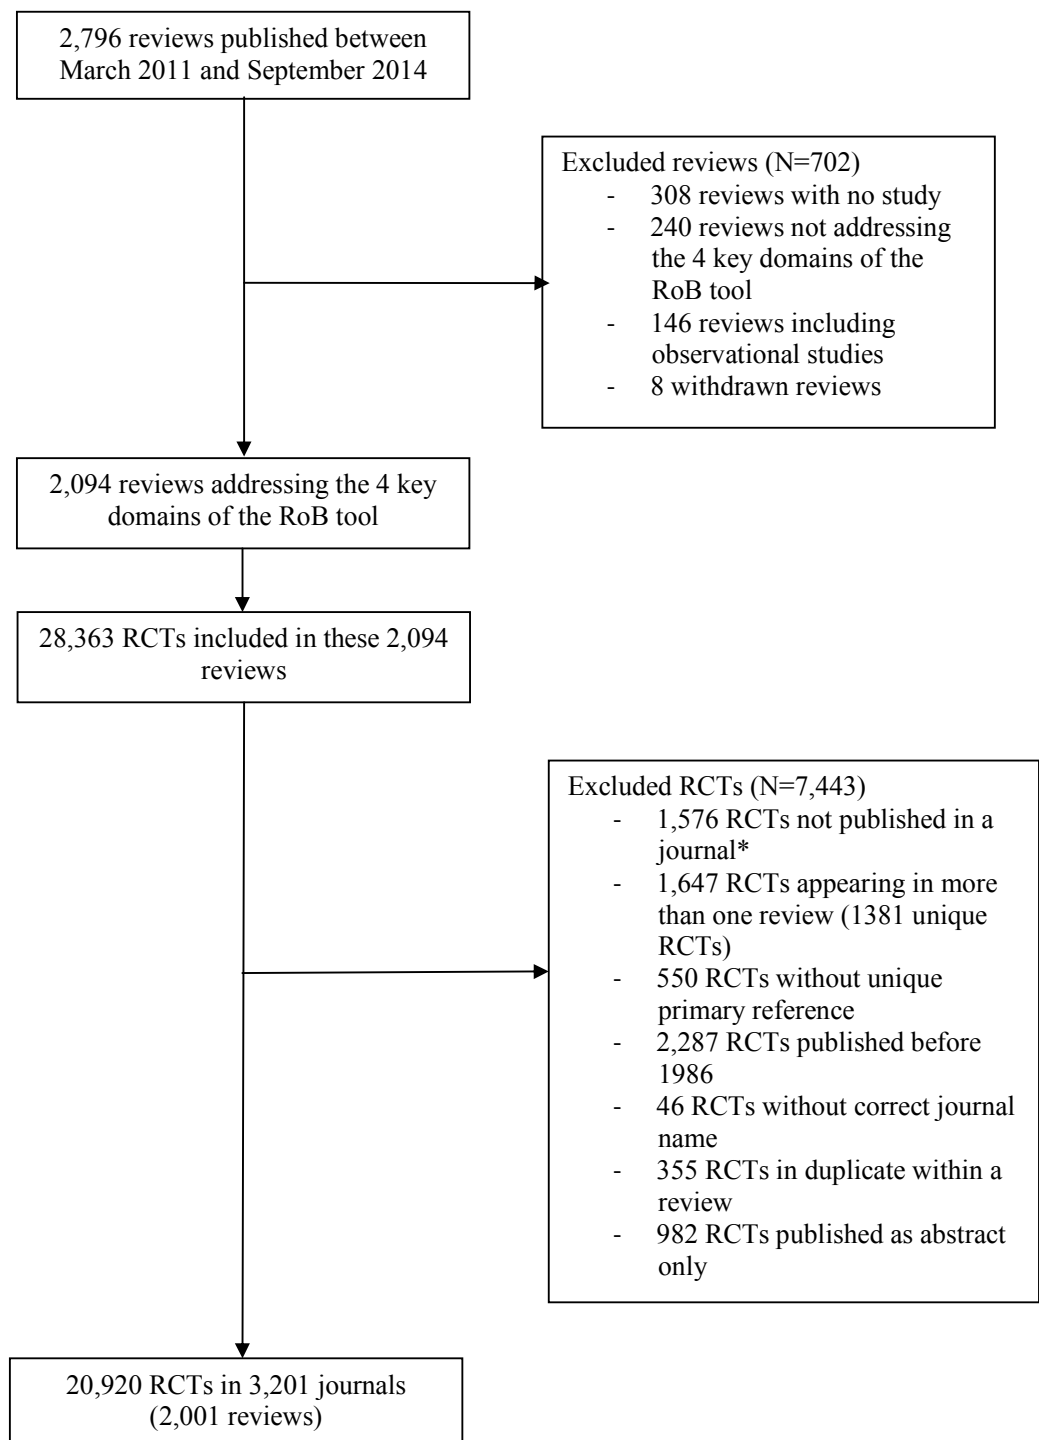 2,796 reviews published between
March 2011 and September 2014
Excluded reviews (N=702)
- 308 reviews with no study
- 240 reviews not addressing
the 4 key domains of the
RoB tool
- 146 reviews including
observational studies
- 8 withdrawn reviews
2,094 reviews addressing the 4 key
domains of the RoB tool
28,363 RCTs included in these 2,094
reviews
Excluded RCTs (N=7,443)
- 1,576 RCTs not published in a
journal*
- 1,647 RCTs appearing in more
than one review (1381 unique
RCTs)
- 550 RCTs without unique
primary reference
- 2,287 RCTs published before
1986
- 46 RCTs without correct journal
name
- 355 RCTs in duplicate within a
review
- 982 RCTs published as abstract
only
20,920 RCTs in 3,201 journals
(2,001 reviews)